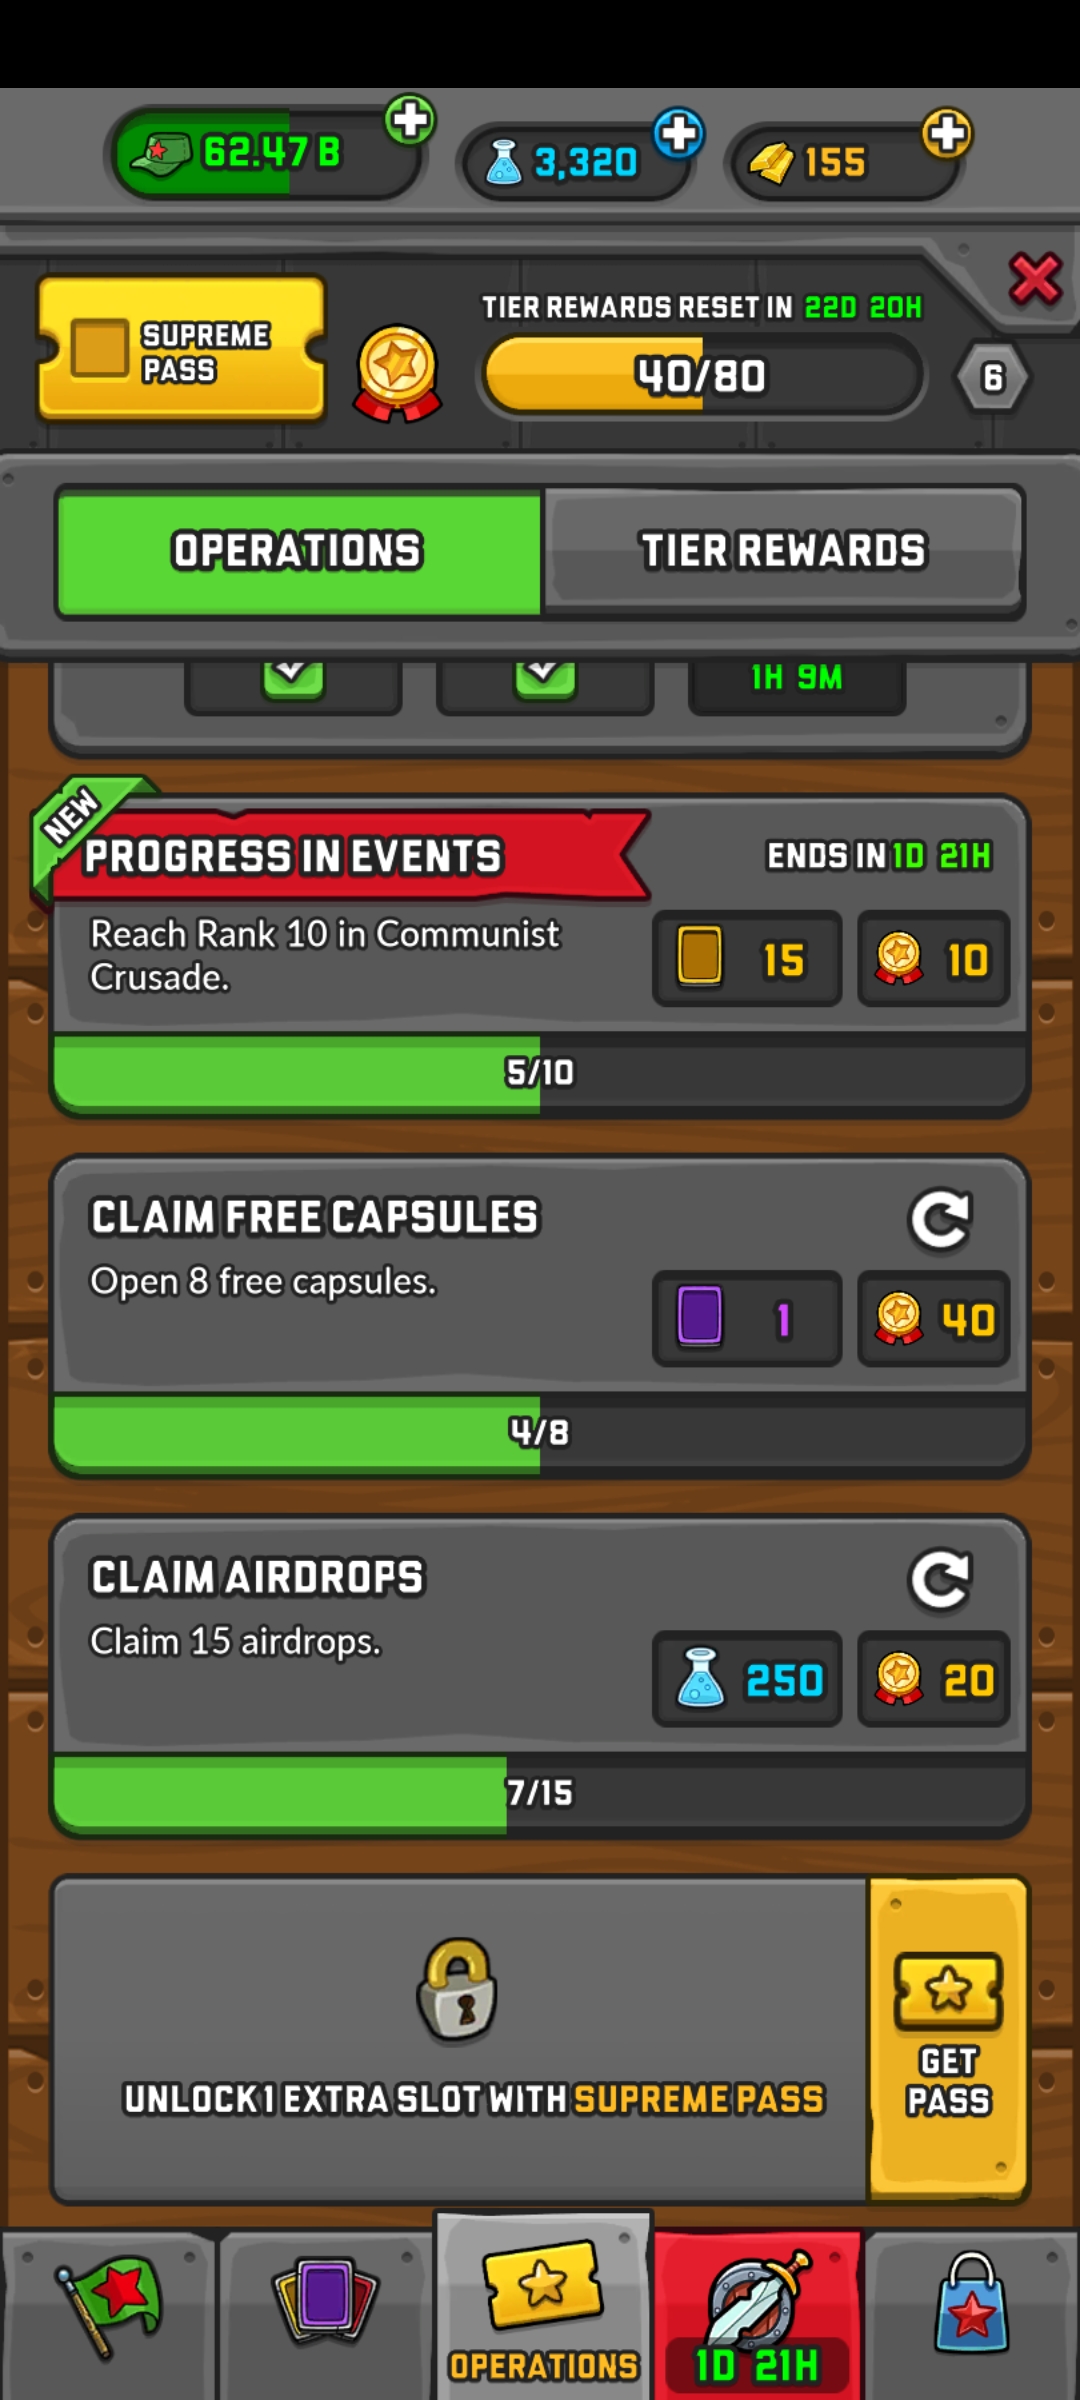 62.47 B
3,320
155
SUPREME
PASS
TIER REWARDS RESET IN 22D 20H
40/80
6
OPERATIONS
TIER REWARDS
1H 9M
NEW
PROGRESS IN EVENTS
ENDS IN 1D 21H
Reach Rank 10 in Communist
Crusade.
15
10
5/10
CLAIM FREE CAPSULES
Open 8 free capsules.
1
40
4/8
CLAIM AIRDROPS
Claim 15 airdrops.
250
20
7/15
UNLOCK 1 EXTRA SLOT WITH SUPREME PASS
GET
PASS
OPERATIONS
1D 21H